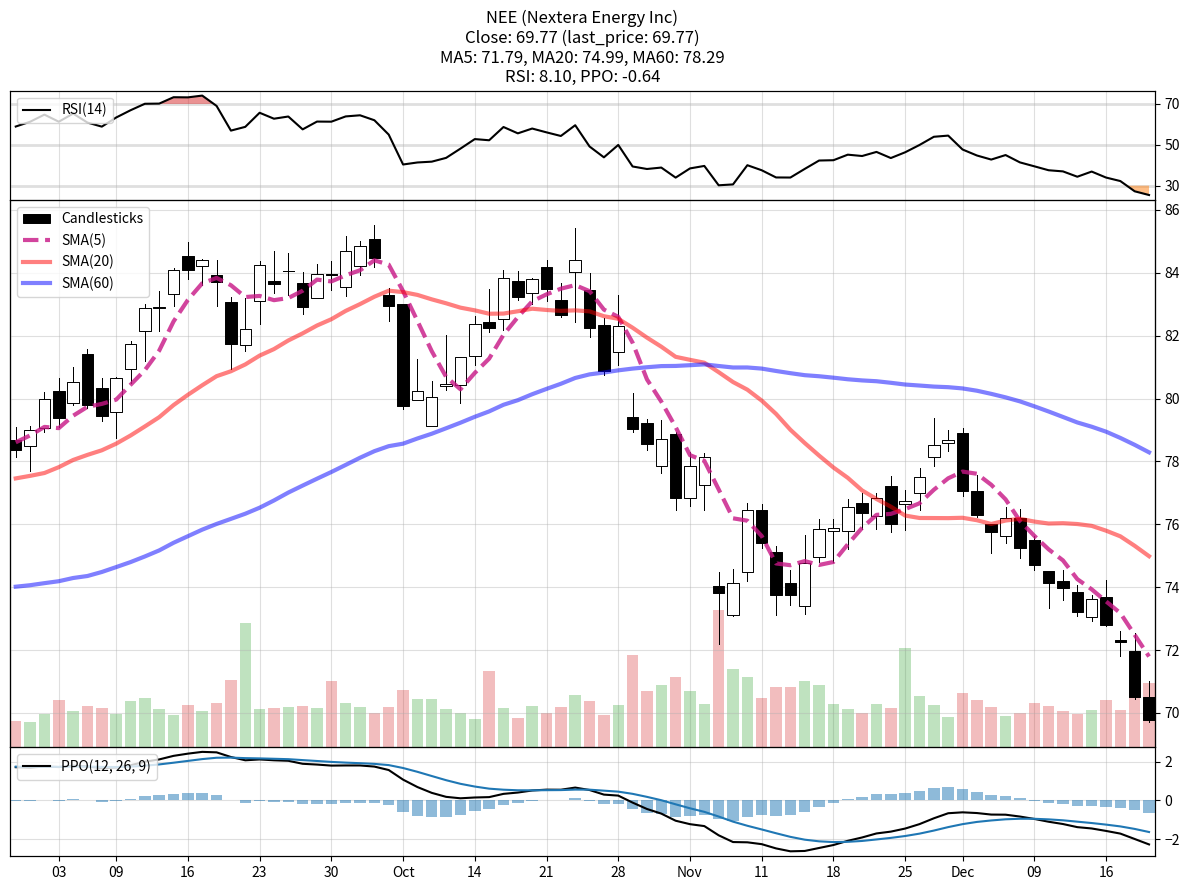 NEE (Nextera Energy Inc)
Close: 69.77 (last_price: 69.77)
MA5: 71.79, MA20: 74.99, MA60: 78.29
RSI: 8.10, PPO: -0.64
RSI(14)
70
50
30
Candlesticks
SMA(5)
SMA(20)
SMA(60)
86
84
82
80
78
76
74
72
70
PPO(12, 26, 9)
2
0
−2
03 09 16 23 30 Oct 14 21 28 Nov 11 18 25 Dec 09 16